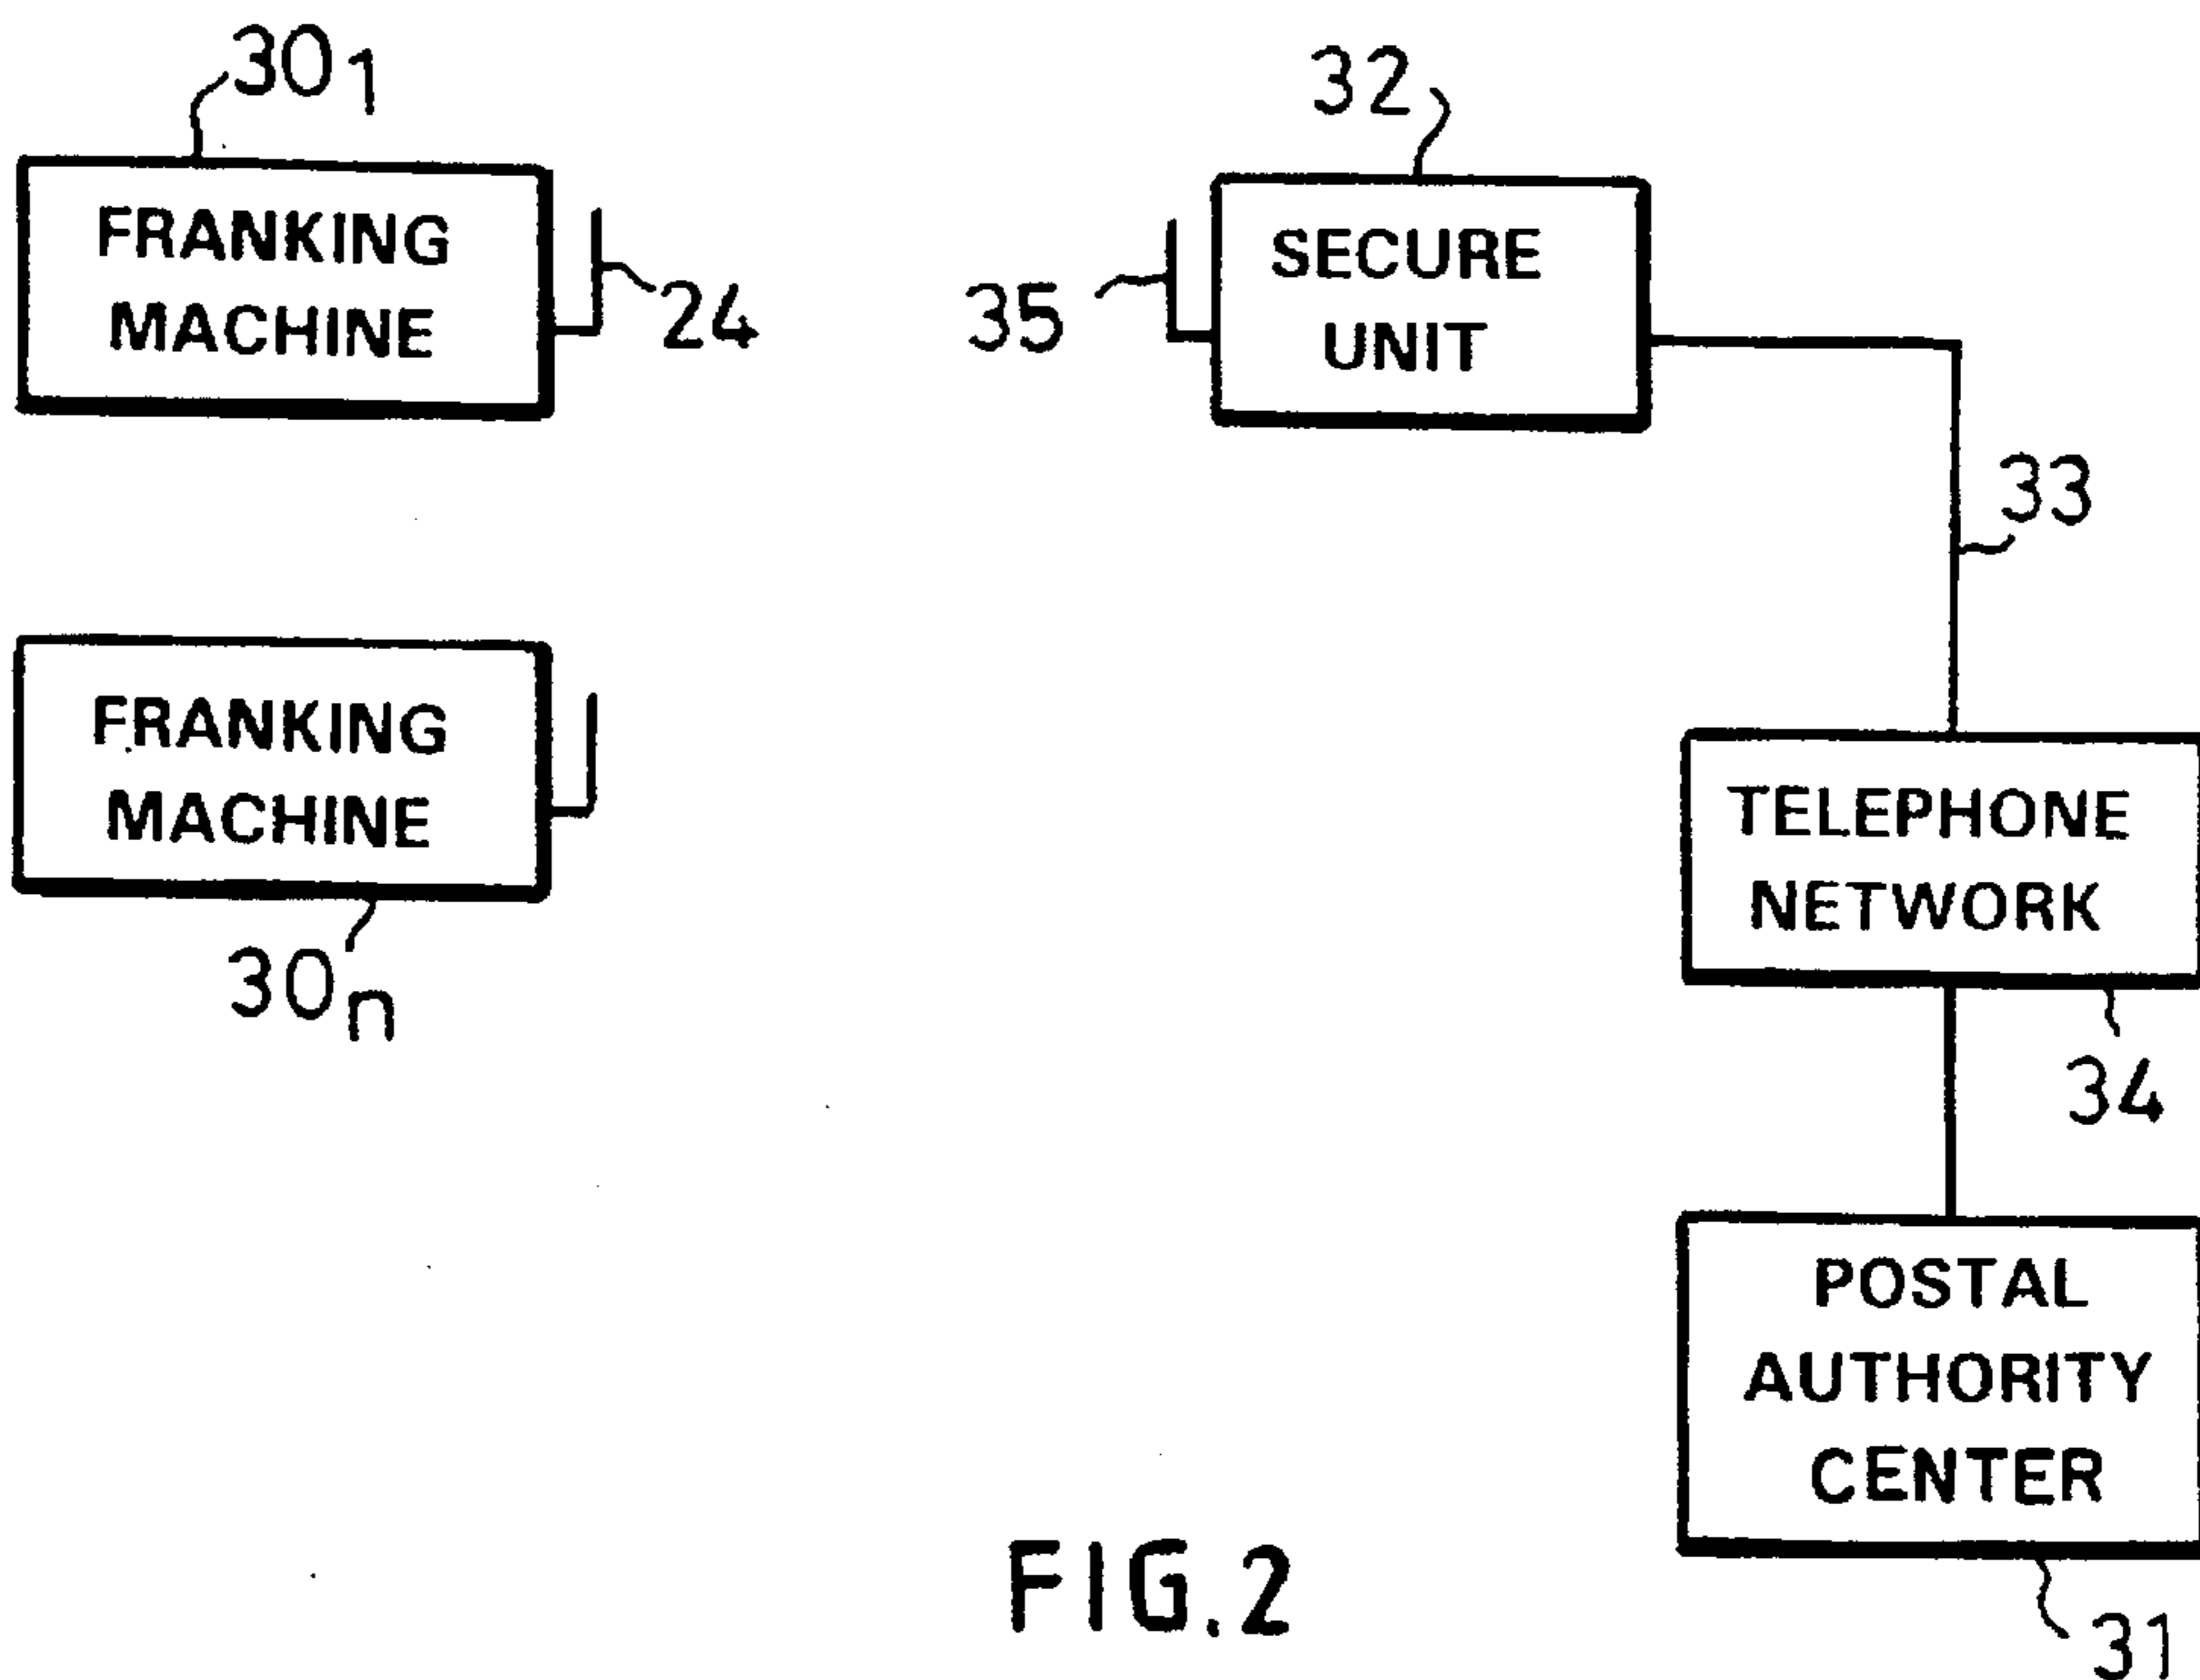 30₁
FRANKING
MACHINE
24
32
35
SECURE
UNIT
33
FRANKING
MACHINE
30ₙ
TELEPHONE
NETWORK
34
POSTAL
AUTHORITY
CENTER
31
FIG.2